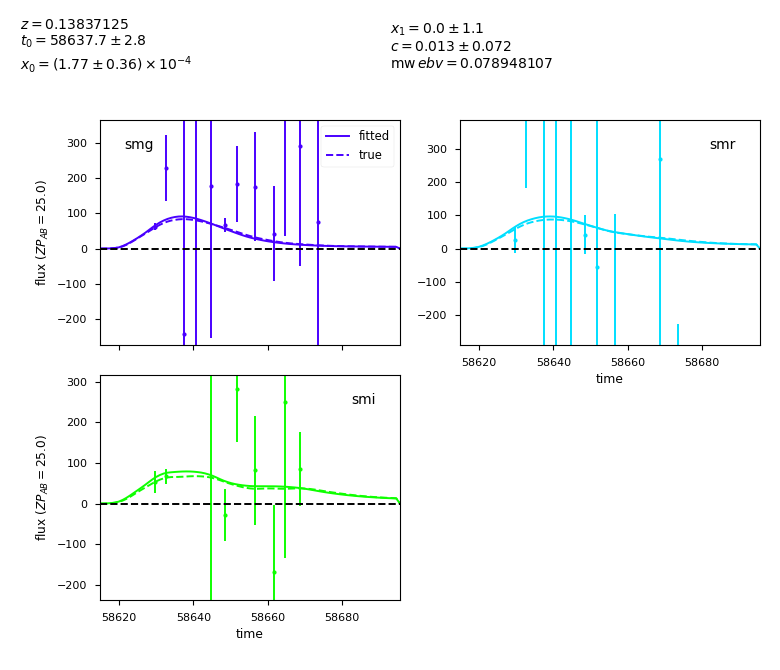 z = 0.13837125
t₀ = 58637.7 ± 2.8
x₀ = (1.77 ± 0.36) × 10⁻⁴
x₁ = 0.0 ± 1.1
c = 0.013 ± 0.072
mw ebv = 0.078948107
smg
fitted
true
300
200
100
0
−100
−200
flux (ZP_AB = 25.0)
smr
300
200
100
0
−100
−200
58620 58640 58660 58680
time
smi
300
200
100
0
−100
−200
flux (ZP_AB = 25.0)
58620 58640 58660 58680
time